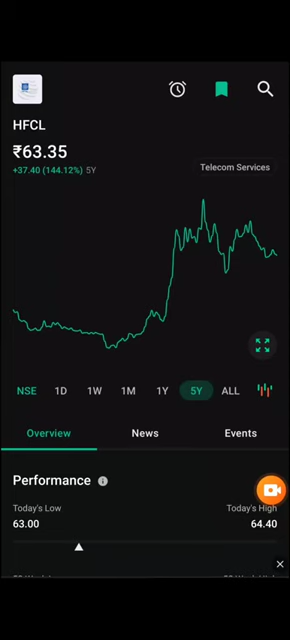 HFCL
₹63.35
+37.40 (144.12%) 5Y
Telecom Services
NSE 1D 1W 1M 1Y 5Y ALL
Overview News Events
Performance
Today's Low Today's High
63.00 64.40